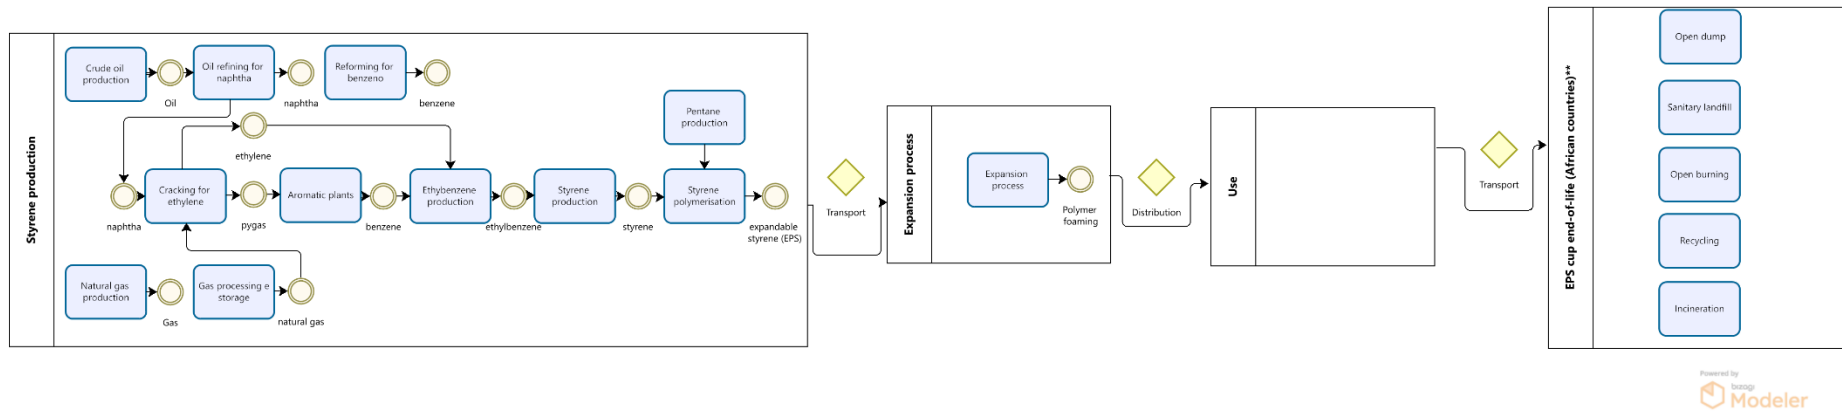 Styrene production
Crude oil
production
Oil
Oil refining for
naphtha
naphtha
Reforming for
benzeno
benzene
ethylene
Pentane
production
naphtha
Cracking for
ethylene
pygas
Aromatic plants
benzene
Ethybenzene
production
ethylbenzene
Styrene
production
styrene
Styrene
polymerisation
expandable
styrene (EPS)
Natural gas
production
Gas
Gas processing e
storage
natural gas
Transport
Expansion process
Expansion
process
Polymer
foaming
Distribution
Use
Transport
EPS cup end-of-life (African countries)**
Open dump
Sanitary landfill
Open burning
Recycling
Incineration
Powered by
bizagi
Modeler